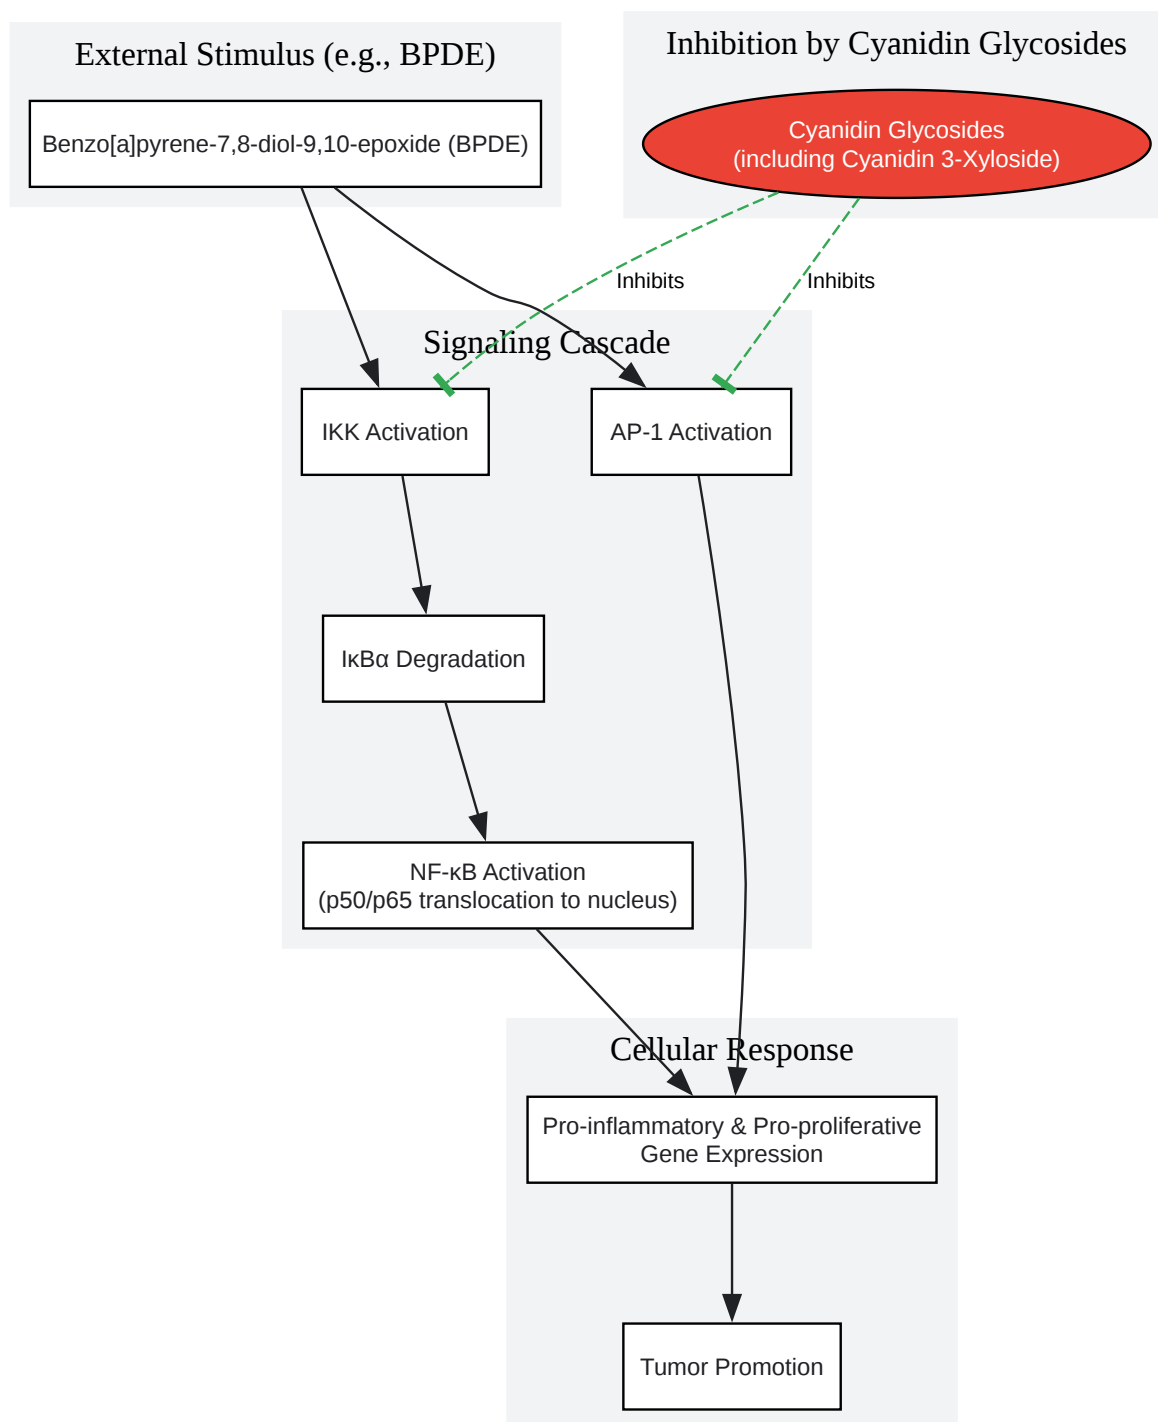 External Stimulus (e.g., BPDE)
Benzo[a]pyrene-7,8-diol-9,10-epoxide (BPDE)
Inhibition by Cyanidin Glycosides
Cyanidin Glycosides
(including Cyanidin 3-Xyloside)
Inhibits
Inhibits
Signaling Cascade
IKK Activation
AP-1 Activation
IκBα Degradation
NF-κB Activation
(p50/p65 translocation to nucleus)
Cellular Response
Pro-inflammatory & Pro-proliferative
Gene Expression
Tumor Promotion